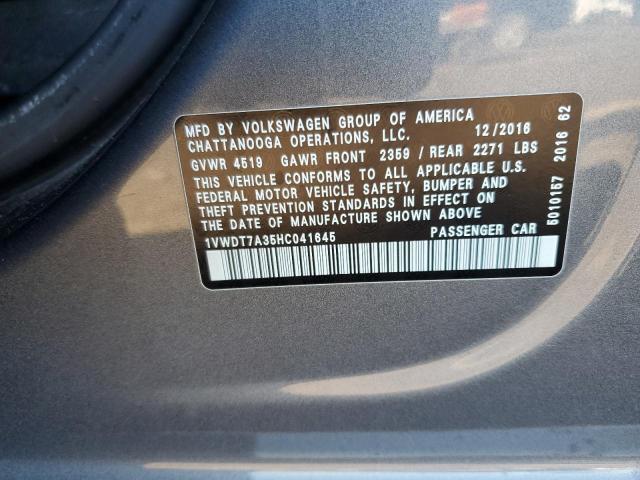 MFD BY VOLKSWAGEN GROUP OF AMERICA
CHATTANOOGA OPERATIONS, LLC. 12/2016
GVWR 4519 GAWR FRONT 2359 / REAR 2271 LBS
THIS VEHICLE CONFORMS TO ALL APPLICABLE U.S.
FEDERAL MOTOR VEHICLE SAFETY, BUMPER AND
THEFT PREVENTION STANDARDS IN EFFECT ON
THE DATE OF MANUFACTURE SHOWN ABOVE
1VWDT7A35HC041645 PASSENGER CAR
5010157 2016 62